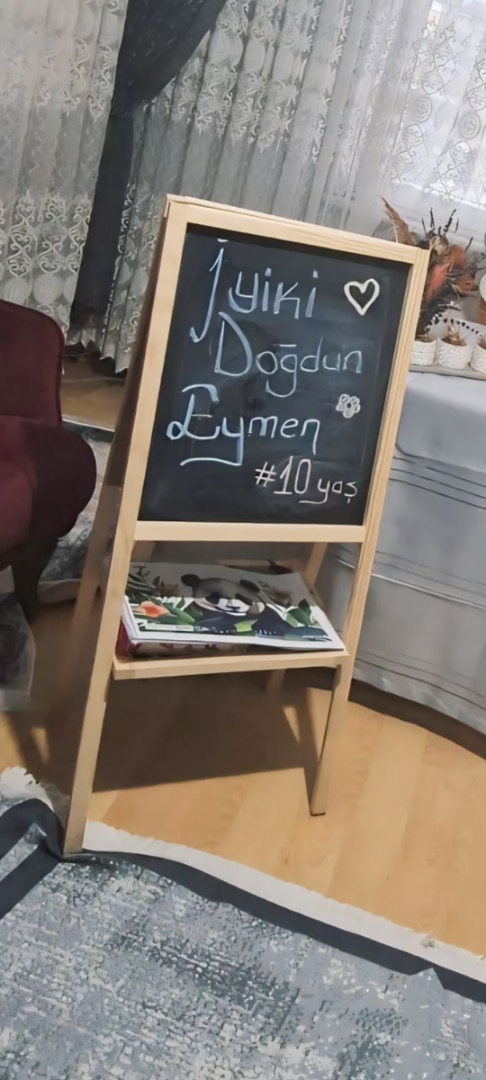 İyiki
Doğdun
Eymen
#10 yaş